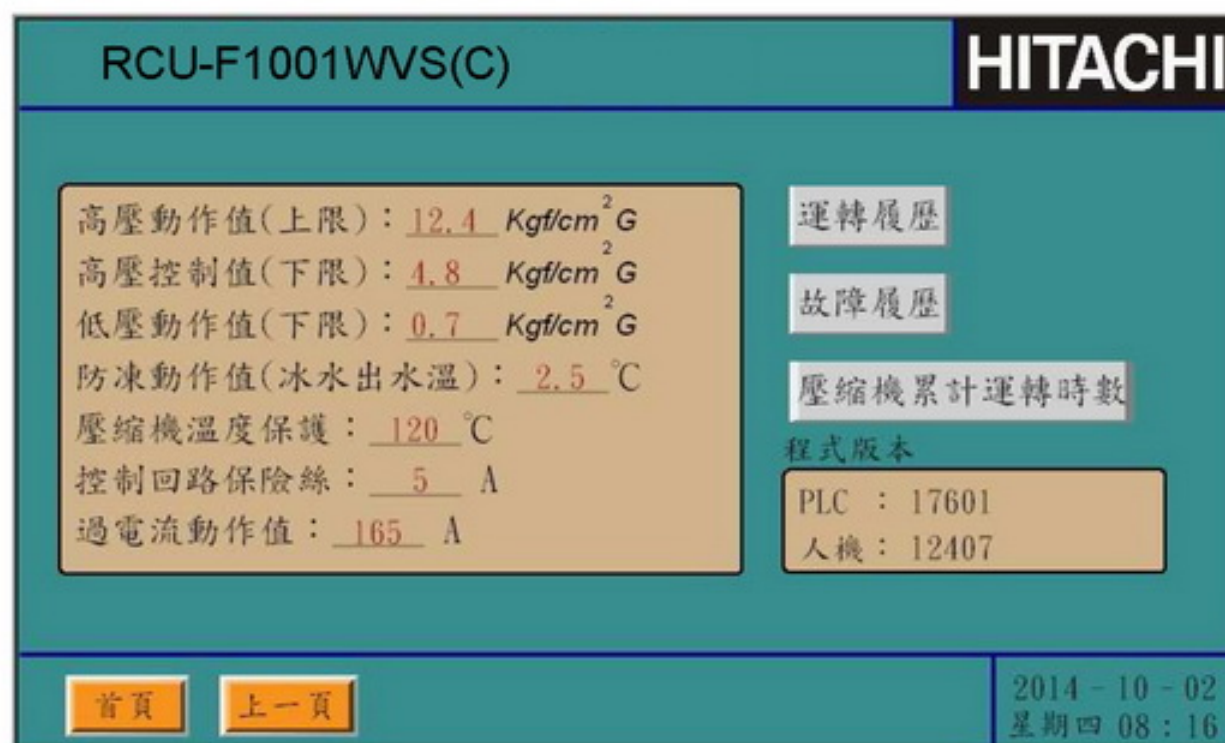 RCU-F1001WVS(C)
HITACHI
高壓動作值(上限)：12.4 Kgf/cm²G
高壓控制值(下限)：4.8 Kgf/cm²G
低壓動作值(下限)：0.7 Kgf/cm²G
防凍動作值(冰水出水溫)：2.5 ℃
壓縮機溫度保護：120 ℃
控制回路保險絲：5 A
過電流動作值：165 A
運轉履歷
故障履歷
壓縮機累計運轉時數
程式版本
PLC : 17601
人機：12407
首頁
上一頁
2014-10-02
星期四 08:16